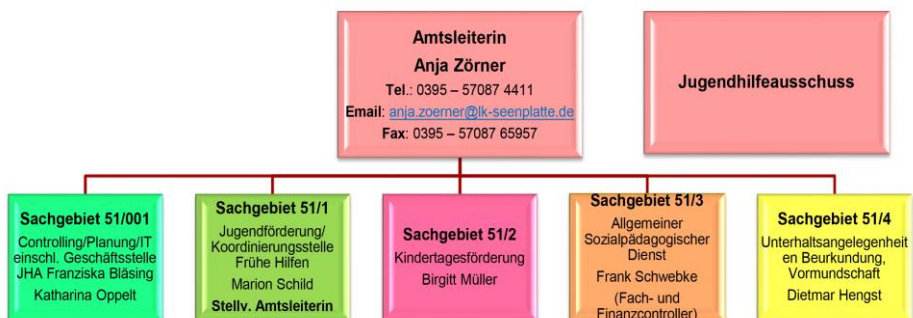 Amtsleiterin
Anja Zörner
Tel.: 0395 – 57087 4411
Email: anja.zoerner@lk-seenplatte.de
Fax: 0395 – 57087 65957
Jugendhilfeausschuss
Sachgebiet 51/001
Controlling/Planung/IT
einschl. Geschäftsstelle
JHA Franziska Bläsing
Katharina Oppelt
Sachgebiet 51/1
Jugendförderung/
Koordinierungsstelle
Frühe Hilfen
Marion Schild
Stellv. Amtsleiterin
Sachgebiet 51/2
Kindertagesförderung
Birgitt Müller
Sachgebiet 51/3
Allgemeiner
Sozialpädagogischer
Dienst
Frank Schwebke
(Fach- und
Finanzcontroller)
Sachgebiet 51/4
Unterhaltsangelegenheit
en Beurkundung,
Vormundschaft
Dietmar Hengst